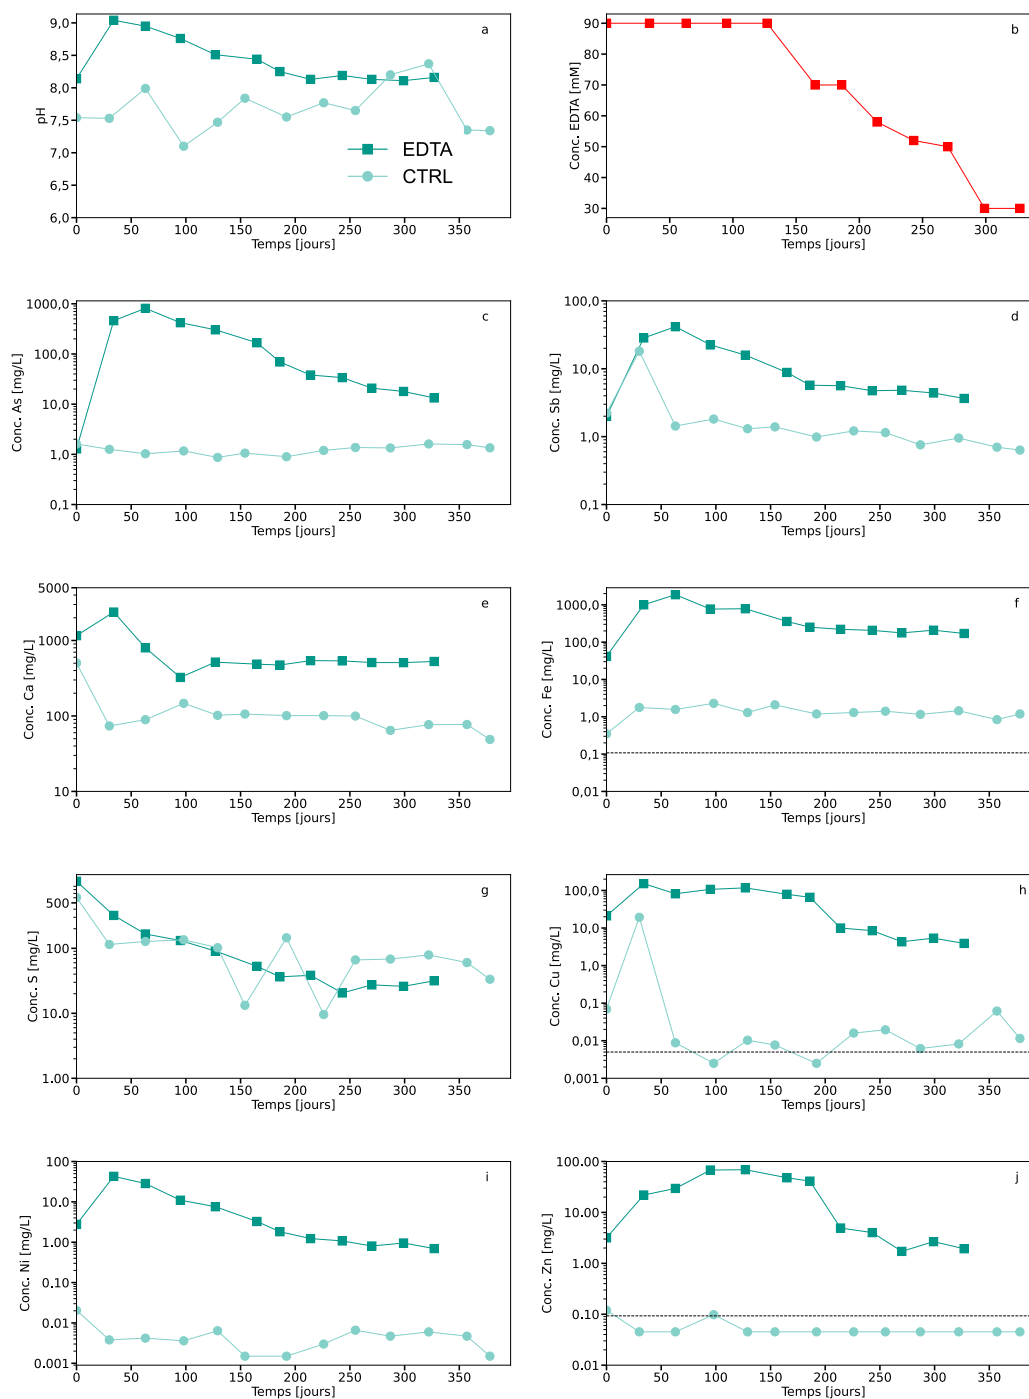 a
9,0
8,5
8,0
7,5
7,0
6,5
6,0
pH
EDTA
CTRL
0 50 100 150 200 250 300 350
Temps [jours]
b
90
80
70
60
50
40
30
Conc. EDTA [mM]
0 50 100 150 200 250 300
Temps [jours]
c
1000,0
100,0
10,0
1,0
0,1
Conc. As [mg/L]
0 50 100 150 200 250 300 350
Temps [jours]
d
100,0
10,0
1,0
0,1
Conc. Sb [mg/L]
0 50 100 150 200 250 300 350
Temps [jours]
e
5000
1000
100
10
Conc. Ca [mg/L]
0 50 100 150 200 250 300 350
Temps [jours]
f
1000,0
100,0
10,0
1,0
0,1
0,01
Conc. Fe [mg/L]
0 50 100 150 200 250 300 350
Temps [jours]
g
500
100
10.0
1.00
Conc. S [mg/L]
0 50 100 150 200 250 300 350
Temps [jours]
h
100,0
10,0
1,0
0,1
0,01
0,001
Conc. Cu [mg/L]
0 50 100 150 200 250 300 350
Temps [jours]
i
100
10.0
1.00
0.10
0.01
0.001
Conc. Ni [mg/L]
0 50 100 150 200 250 300 350
Temps [jours]
j
100.00
10.00
1.00
0.10
0.01
Conc. Zn [mg/L]
0 50 100 150 200 250 300 350
Temps [jours]